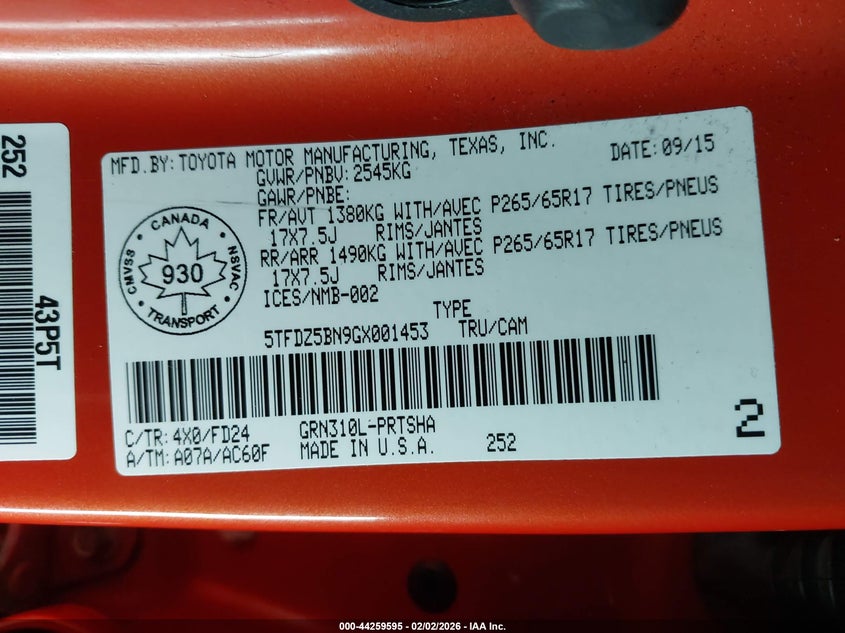 252
43P5T
MFD.BY: TOYOTA MOTOR MANUFACTURING, TEXAS, INC. DATE: 09/15
GVWR/PNBV: 2545KG
GAWR/PNBE:
FR/AVT 1380KG WITH/AVEC P265/65R17 TIRES/PNEUS
17X7.5J RIMS/JANTES
RR/ARR 1490KG WITH/AVEC P265/65R17 TIRES/PNEUS
17X7.5J RIMS/JANTES
ICES/NMB-002
CANADA
CMVSS 930 NSVAC
TRANSPORT
TYPE
5TFDZ5BN9GX001453 TRU/CAM
C/TR: 4X0/FD24 GRN310L-PRTSHA
A/TM: A07A/AC60F MADE IN U.S.A. 252
2
000-44259595 - 02/02/2026 - IAA Inc.